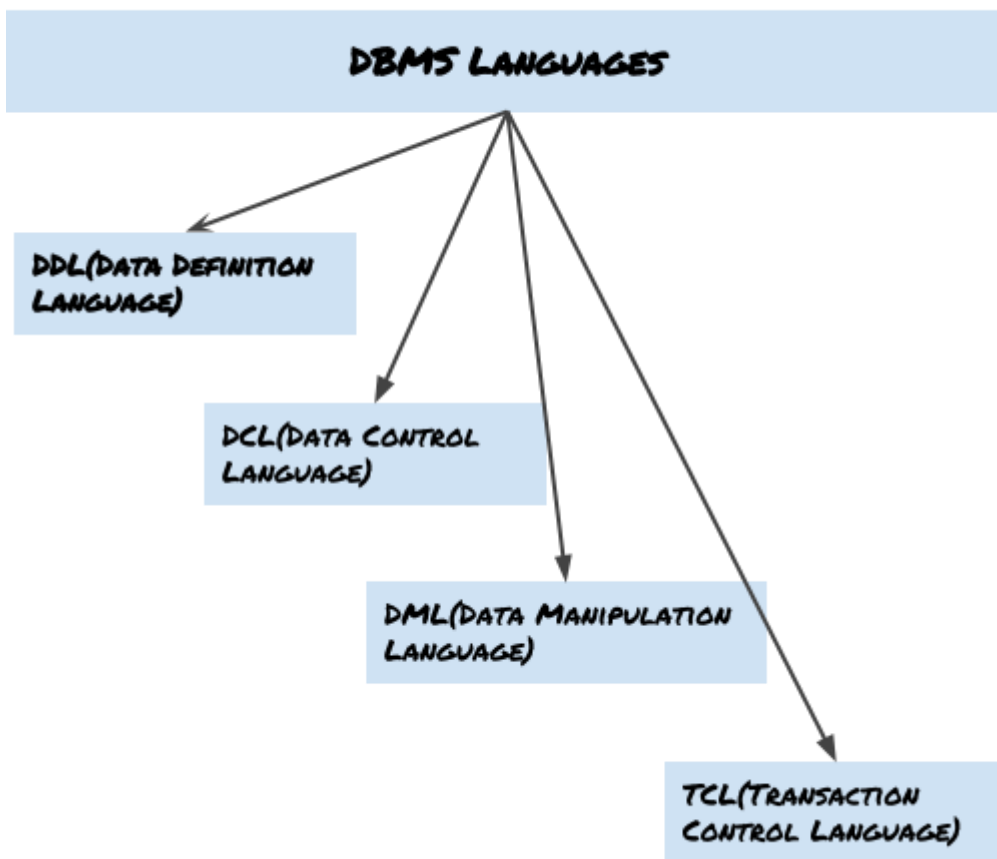 DBMS Languages
DDL(Data Definition
Language)
DCL(Data Control
Language)
DML(Data Manipulation
Language)
TCL(Transaction
Control Language)